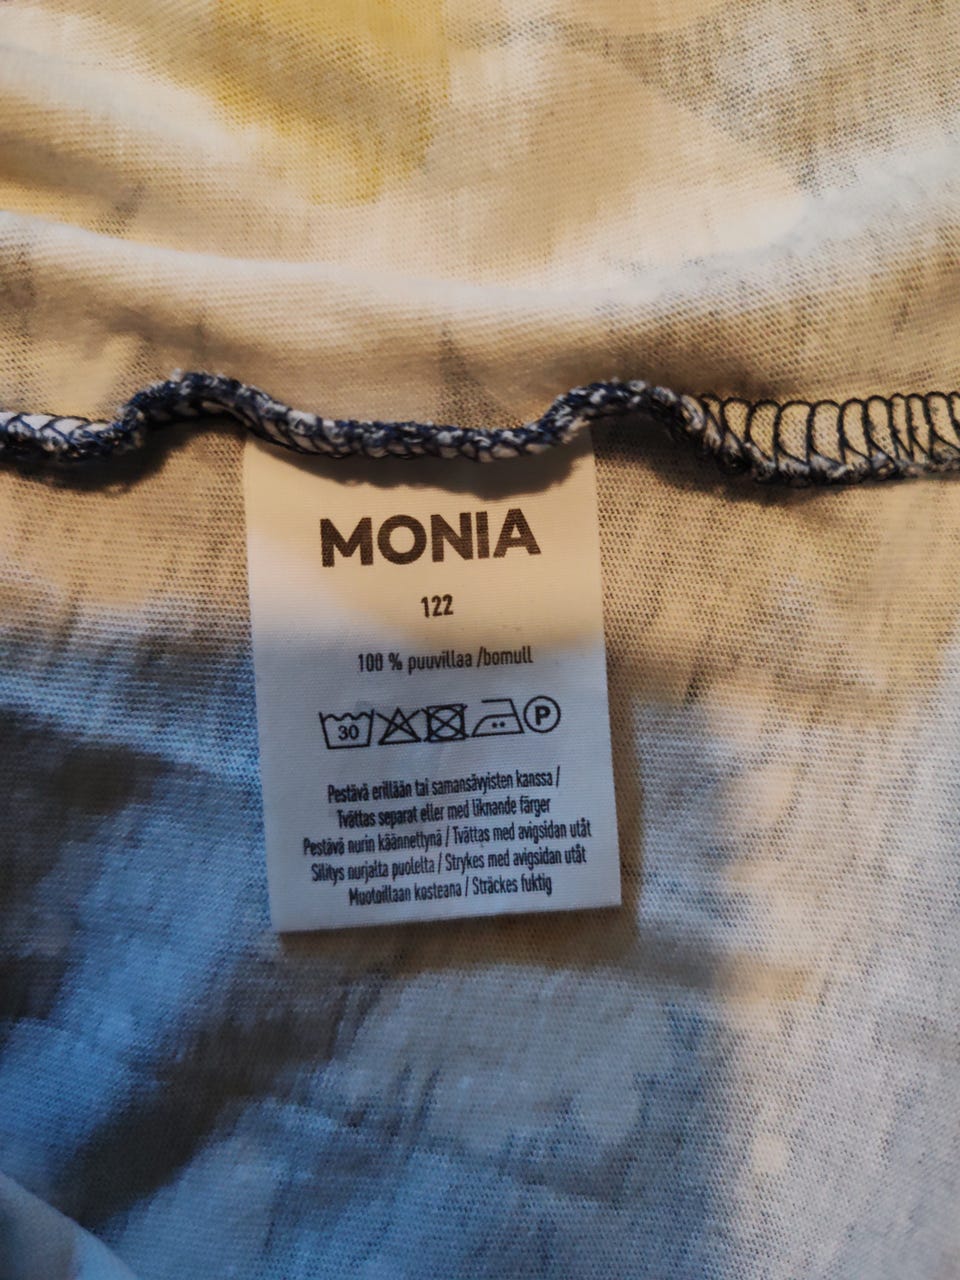 MONIA
122
100 % puuvillaa /bomull
30 P
Pestävä erillään tai samansävyisten kanssa /
Tvättas separat eller med liknande färger
Pestävä nurin käännettynä / Tvättas med avigsidan utåt
Silitys nurjalta puolelta / Strykes med avigsidan utåt
Muotoillaan kosteana / Sträckes fuktig